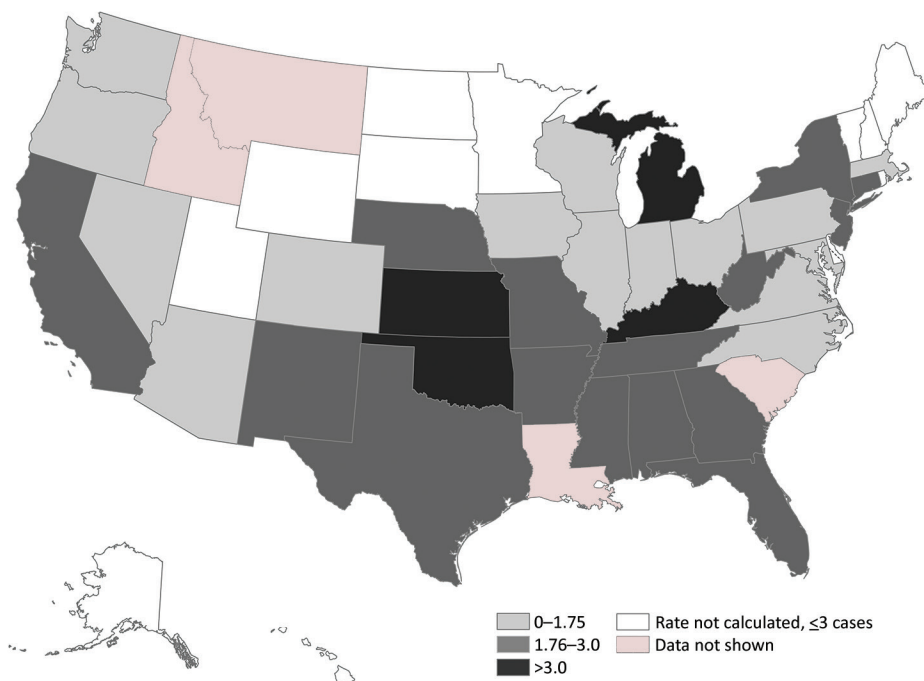 0–1.75
1.76–3.0
>3.0
Rate not calculated, ≤3 cases
Data not shown